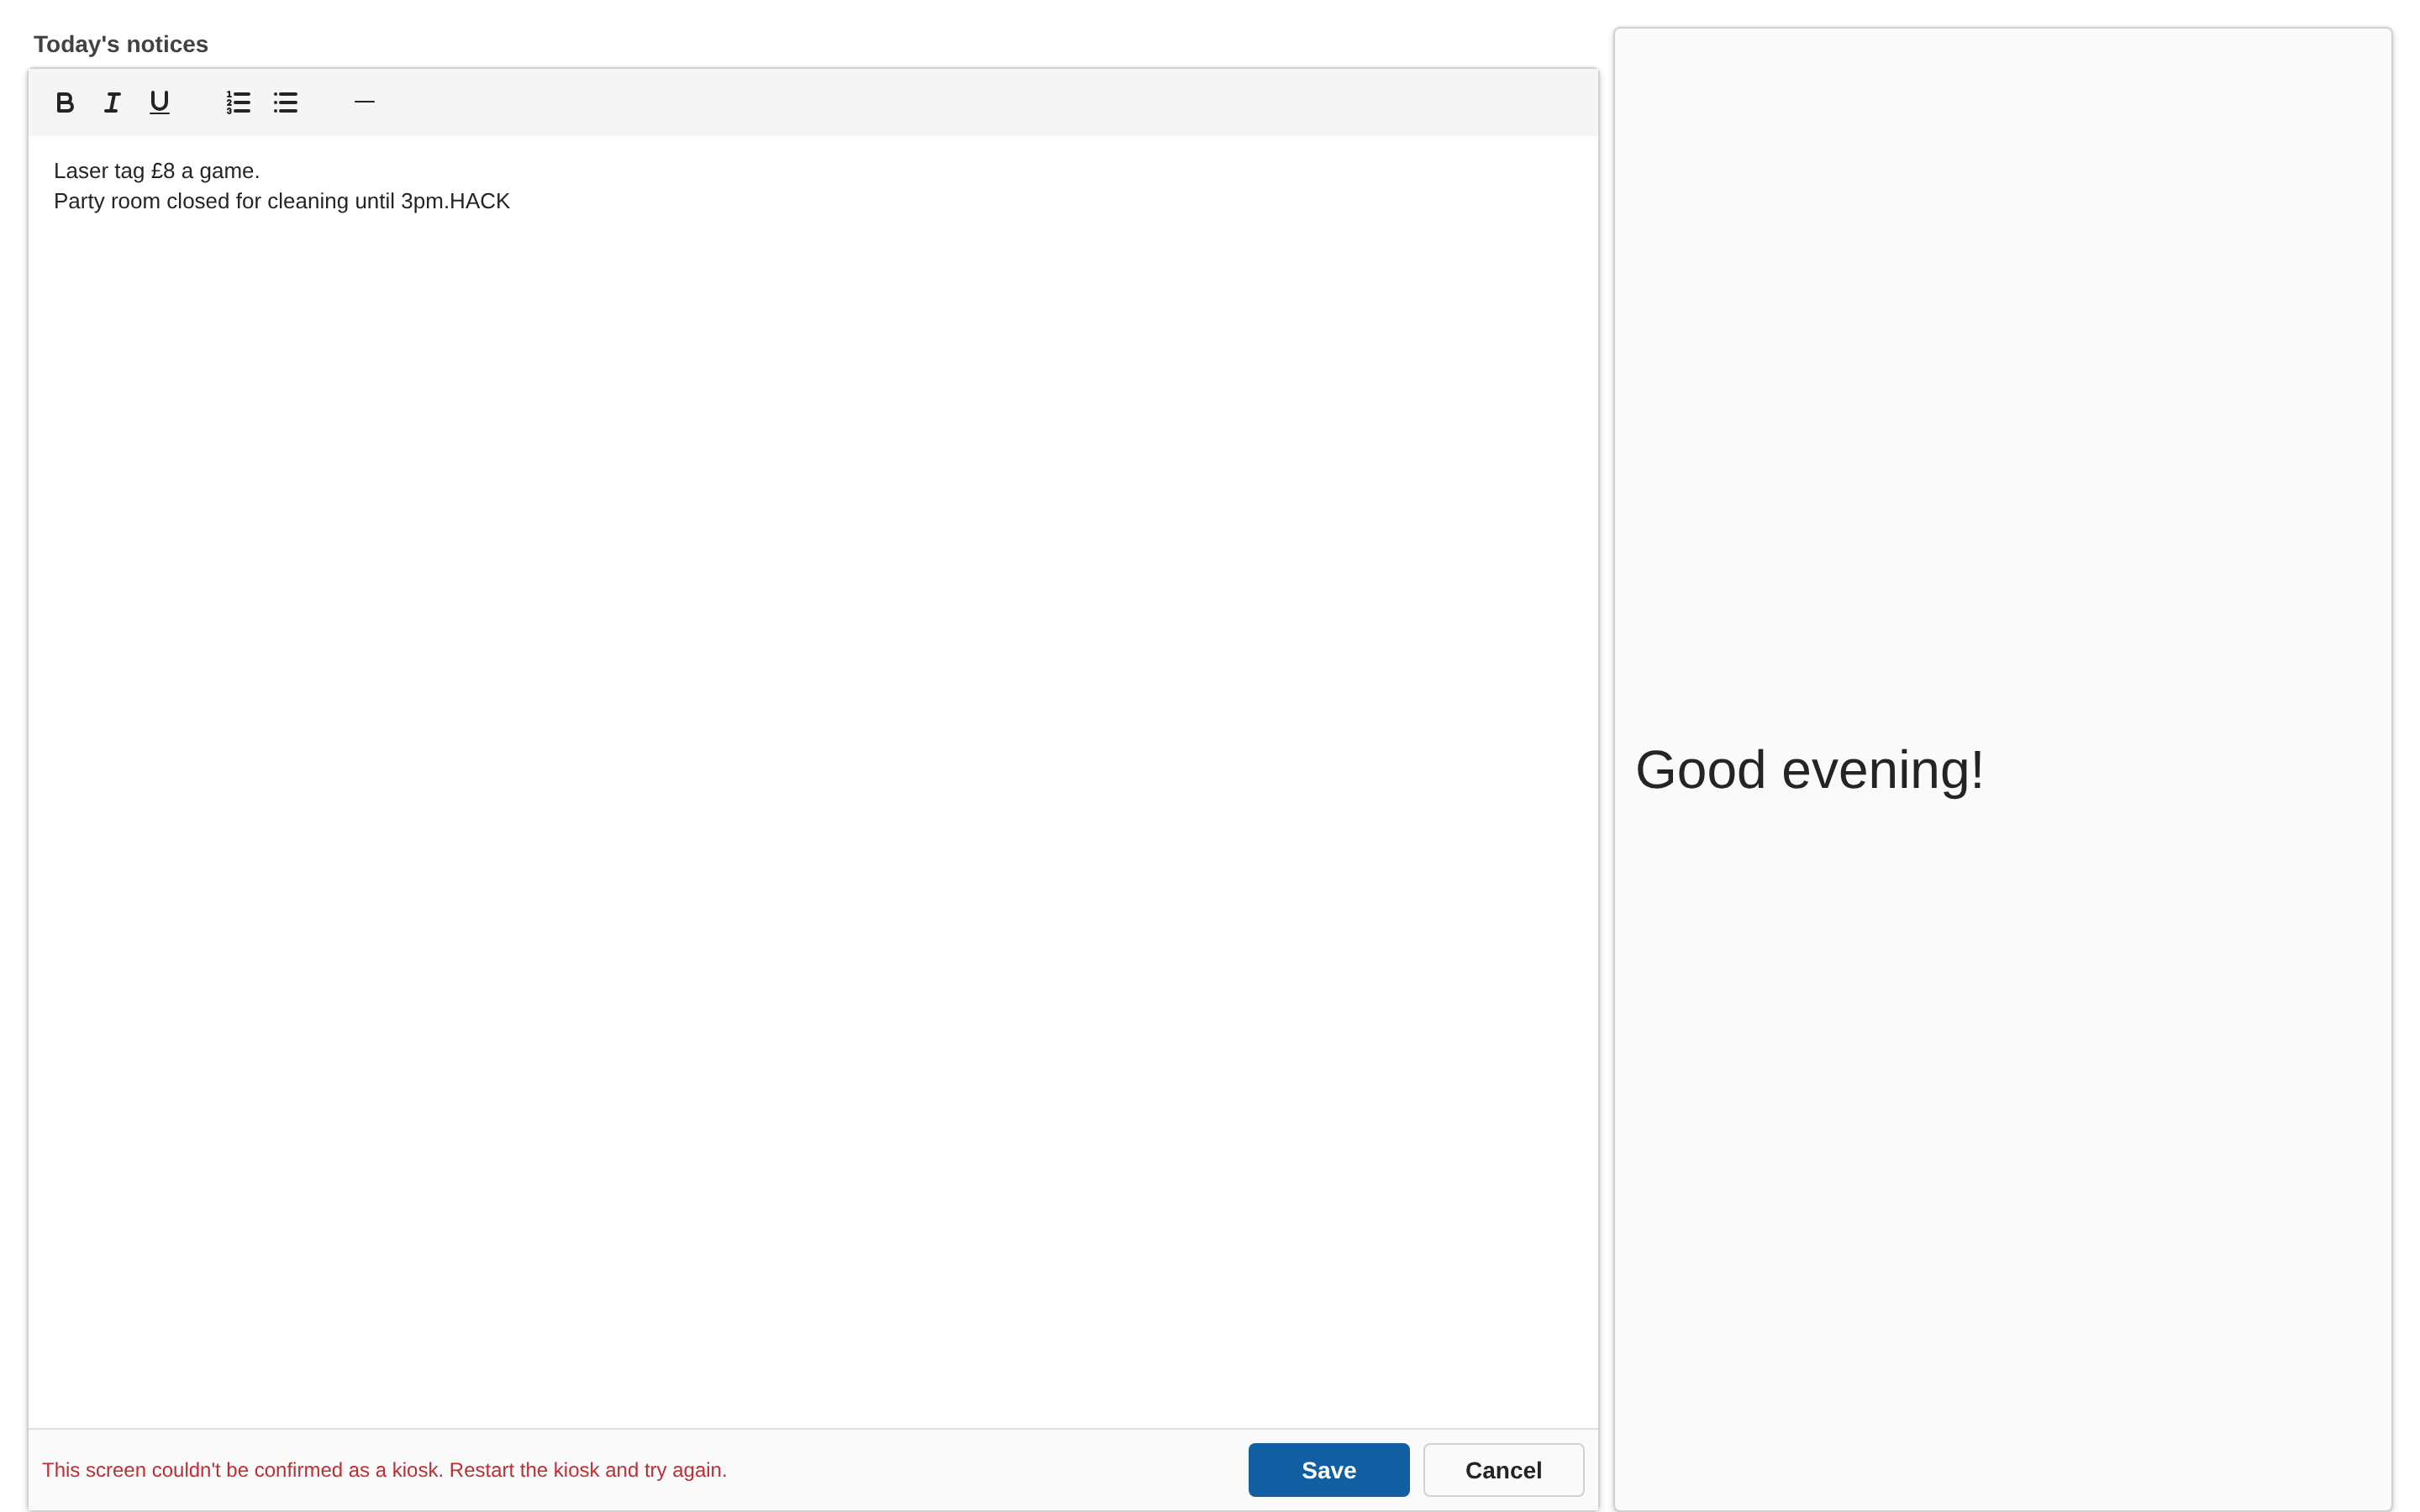 Today's notices
Laser tag £8 a game.
Party room closed for cleaning until 3pm.HACK
Good evening!
This screen couldn't be confirmed as a kiosk. Restart the kiosk and try again.
Save
Cancel